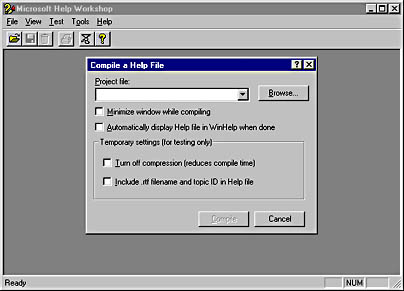 Microsoft Help Workshop
File View Test Tools Help
Compile a Help File
Project file:
Browse...
Minimize window while compiling
Automatically display Help file in WinHelp when done
Temporary settings (for testing only)
Turn off compression (reduces compile time)
Include .rtf filename and topic ID in Help file
Compile Cancel
Ready NUM